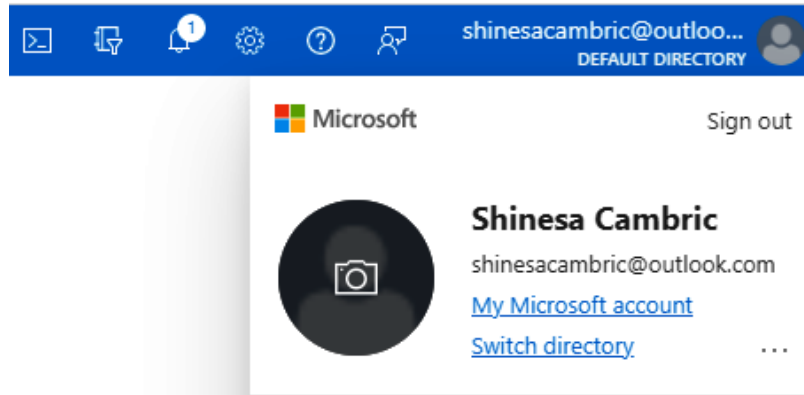 1
shinesacambric@outloo...
DEFAULT DIRECTORY
Microsoft
Sign out
Shinesa Cambric
shinesacambric@outlook.com
My Microsoft account
Switch directory
...